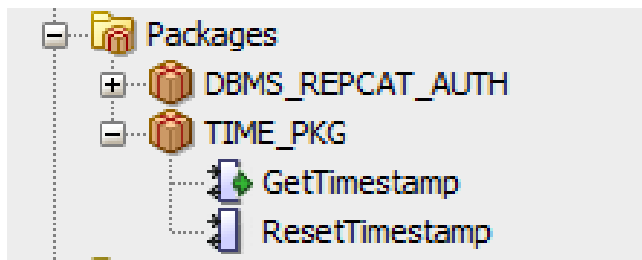 Packages
DBMS_REPCAT_AUTH
TIME_PKG
GetTimestamp
ResetTimestamp